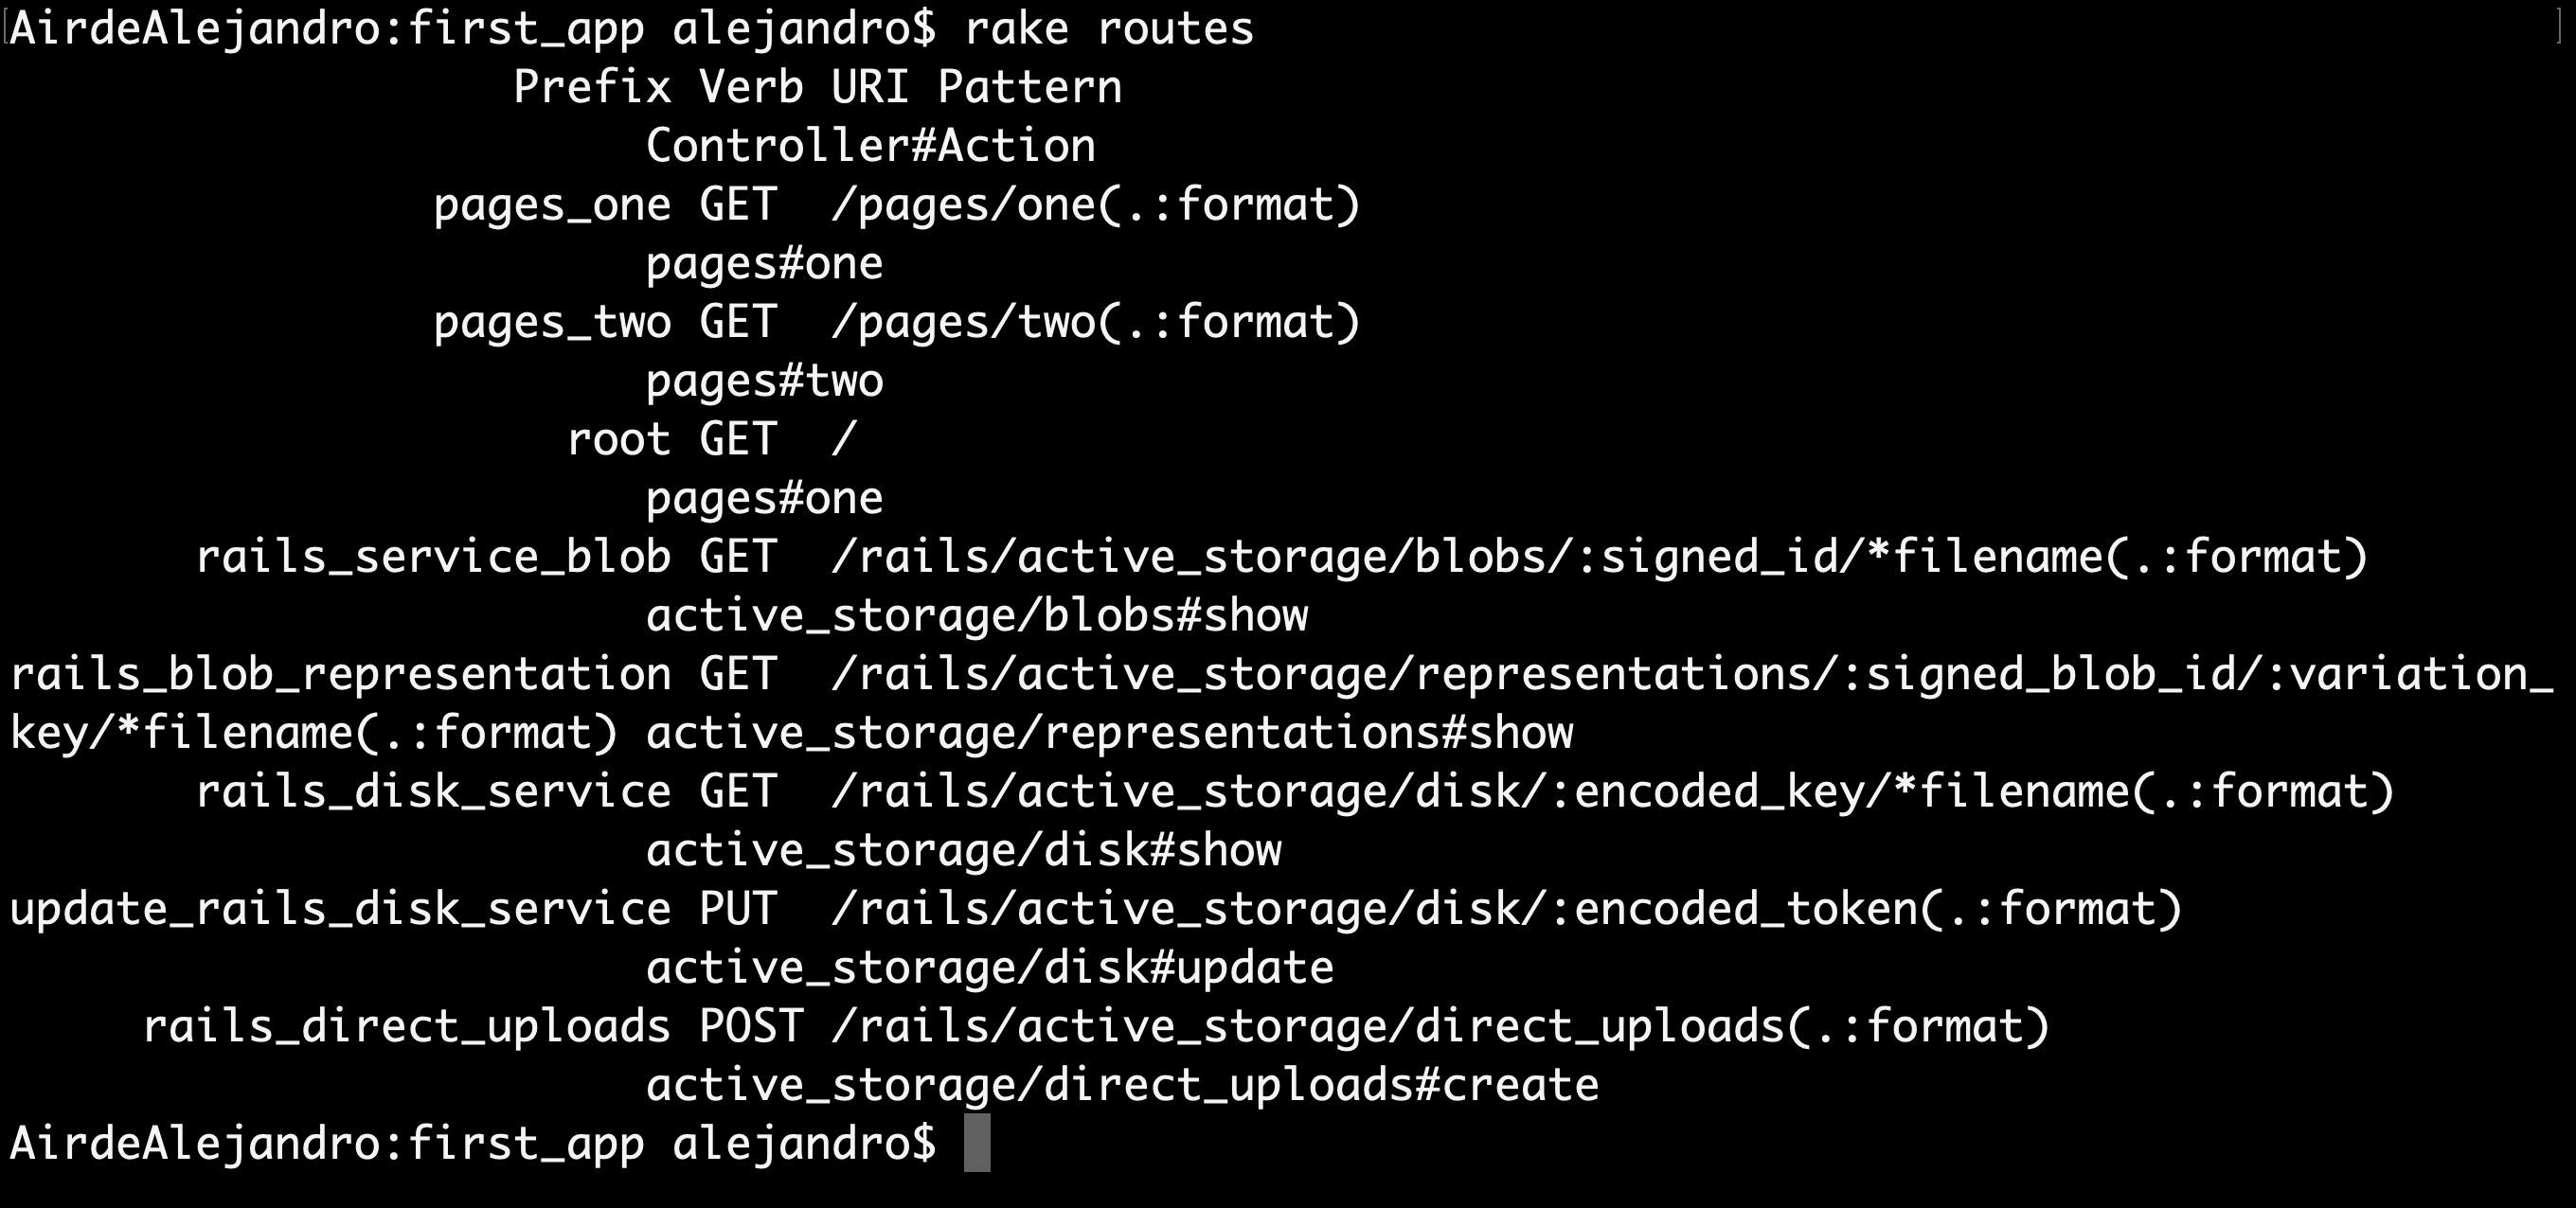 AirdeAlejandro:first_app alejandro$ rake routes
Prefix Verb URI Pattern
Controller#Action
pages_one GET /pages/one(.:format)
pages#one
pages_two GET /pages/two(.:format)
pages#two
root GET /
pages#one
rails_service_blob GET /rails/active_storage/blobs/:signed_id/*filename(.:format)
active_storage/blobs#show
rails_blob_representation GET /rails/active_storage/representations/:signed_blob_id/:variation_
key/*filename(.:format) active_storage/representations#show
rails_disk_service GET /rails/active_storage/disk/:encoded_key/*filename(.:format)
active_storage/disk#show
update_rails_disk_service PUT /rails/active_storage/disk/:encoded_token(.:format)
active_storage/disk#update
rails_direct_uploads POST /rails/active_storage/direct_uploads(.:format)
active_storage/direct_uploads#create
AirdeAlejandro:first_app alejandro$